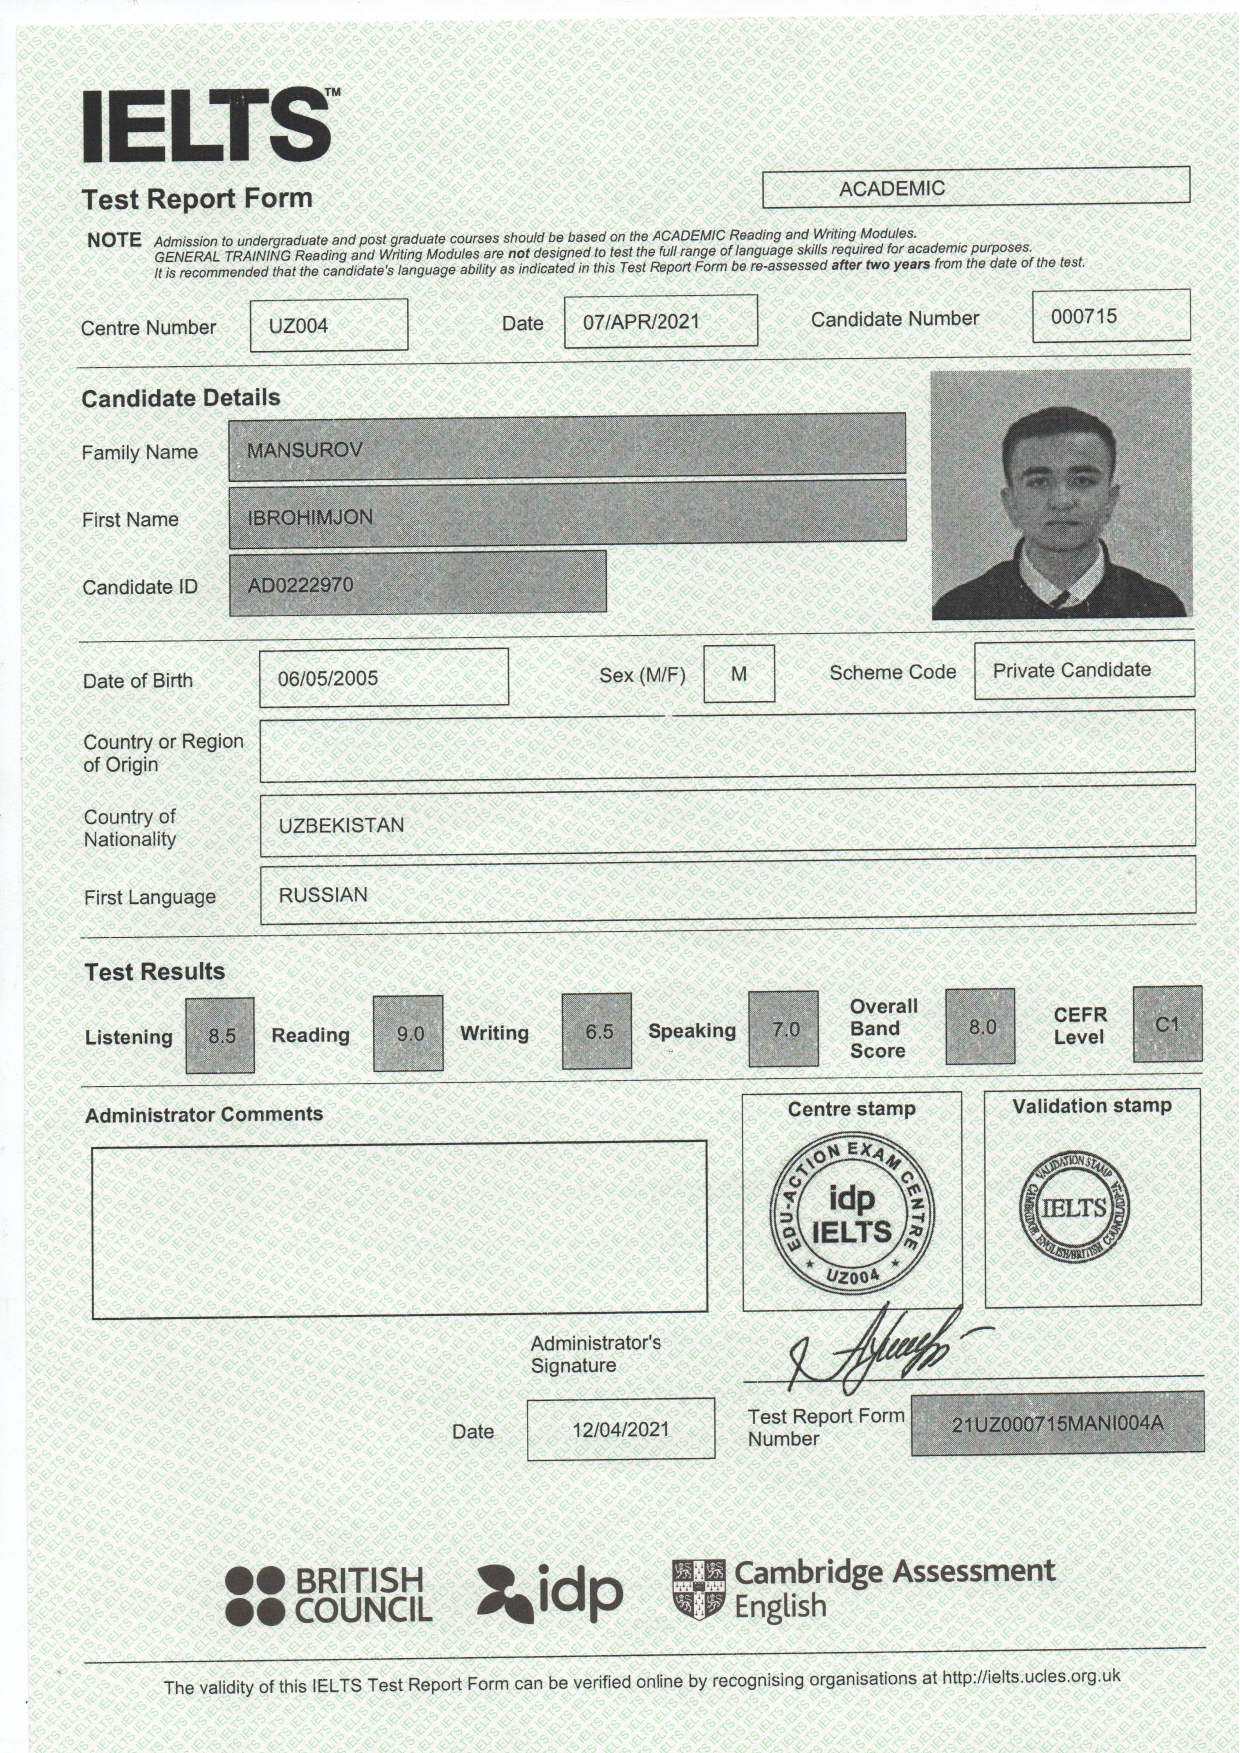 IELTS™
Test Report Form
ACADEMIC
NOTE Admission to undergraduate and post graduate courses should be based on the ACADEMIC Reading and Writing Modules.
GENERAL TRAINING Reading and Writing Modules are not designed to test the full range of language skills required for academic purposes.
It is recommended that the candidate's language ability as indicated in this Test Report Form be re-assessed after two years from the date of the test.
Centre Number UZ004 Date 07/APR/2021 Candidate Number 000715
Candidate Details
Family Name MANSUROV
First Name IBROHIMJON
Candidate ID AD0222970
Date of Birth 06/05/2005 Sex (M/F) M Scheme Code Private Candidate
Country or Region
of Origin
Country of
Nationality UZBEKISTAN
First Language RUSSIAN
Test Results
Listening 8.5 Reading 9.0 Writing 6.5 Speaking 7.0 Overall Band Score 8.0 CEFR Level C1
Administrator Comments
Centre stamp
EDU-ACTION EXAM CENTRE
idp
IELTS
UZ004
Validation stamp
VALIDATION STAMP
IELTS
Administrator's
Signature
Date 12/04/2021
Test Report Form
Number 21UZ000715MANI004A
BRITISH
COUNCIL
idp
Cambridge Assessment
English
The validity of this IELTS Test Report Form can be verified online by recognising organisations at http://ielts.ucles.org.uk